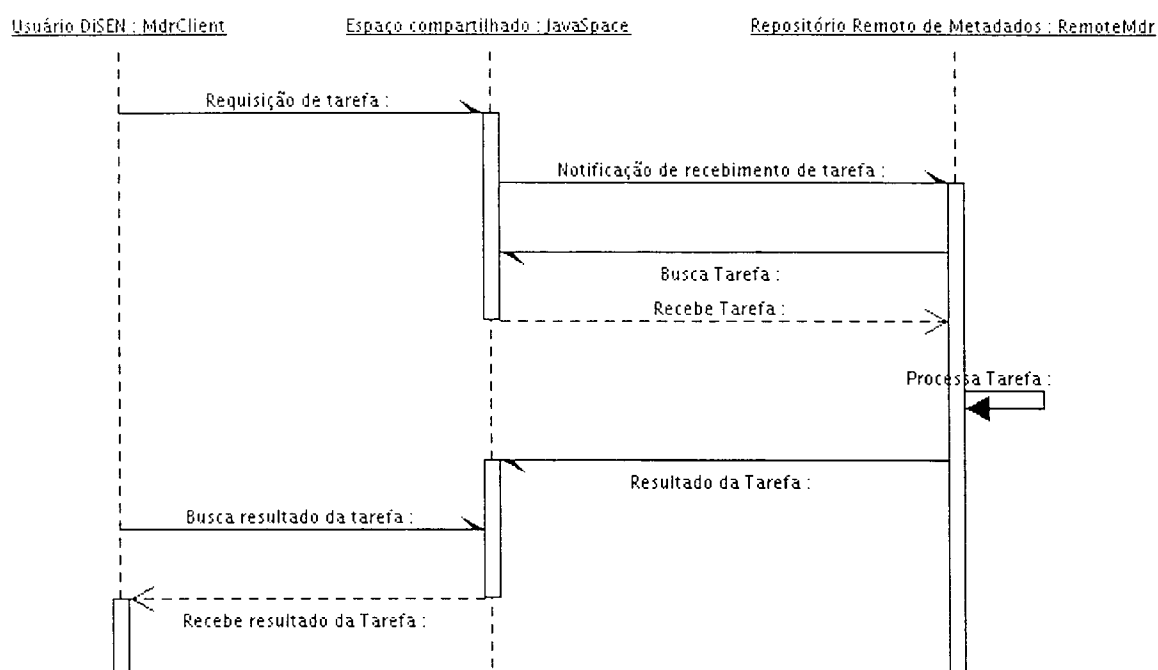 Usuário DiSEN : MdrClient
Espaço compartilhado : JavaSpace
Repositório Remoto de Metadados : RemoteMdr
Requisição de tarefa :
Notificação de recebimento de tarefa :
Busca Tarefa :
Recebe Tarefa :
Processa Tarefa :
Resultado da Tarefa :
Busca resultado da tarefa :
Recebe resultado da Tarefa :